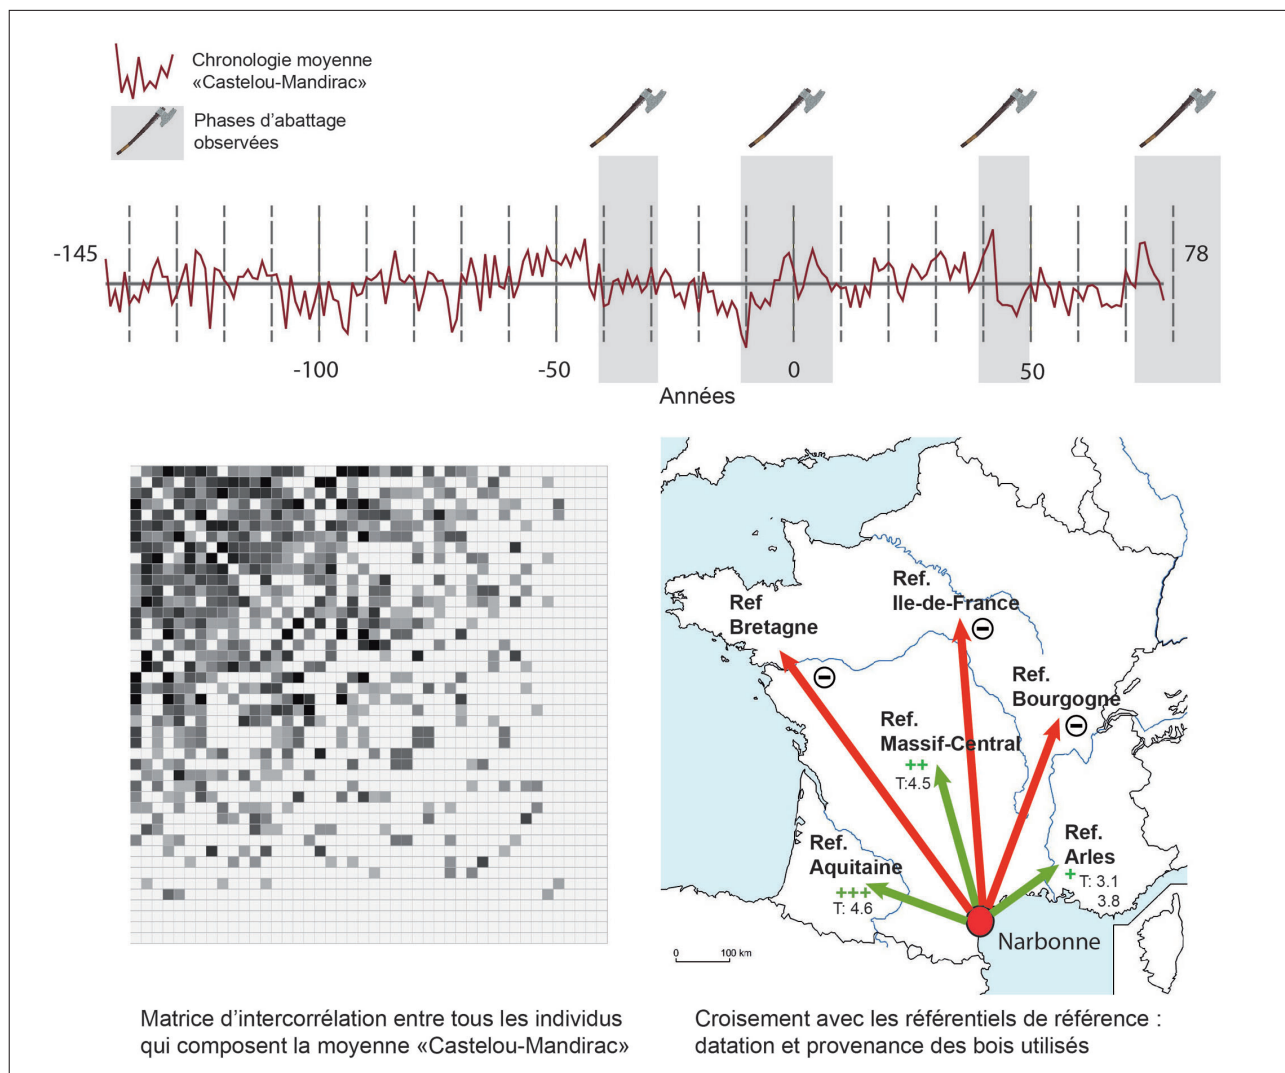 Chronologie moyenne
«Castelou-Mandirac»
Phases d'abattage
observées
-145
78
-100
-50
0
50
Années
Ref
Bretagne
Ref.
Ile-de-France
Ref.
Bourgogne
Ref.
Massif-Central
++
T:4.5
Ref.
Aquitaine
+++
T: 4.6
Ref.
Arles
+
T: 3.1
3.8
Narbonne
0
100 km
Matrice d'intercorrélation entre tous les individus
qui composent la moyenne «Castelou-Mandirac»
Croisement avec les référentiels de référence :
datation et provenance des bois utilisés